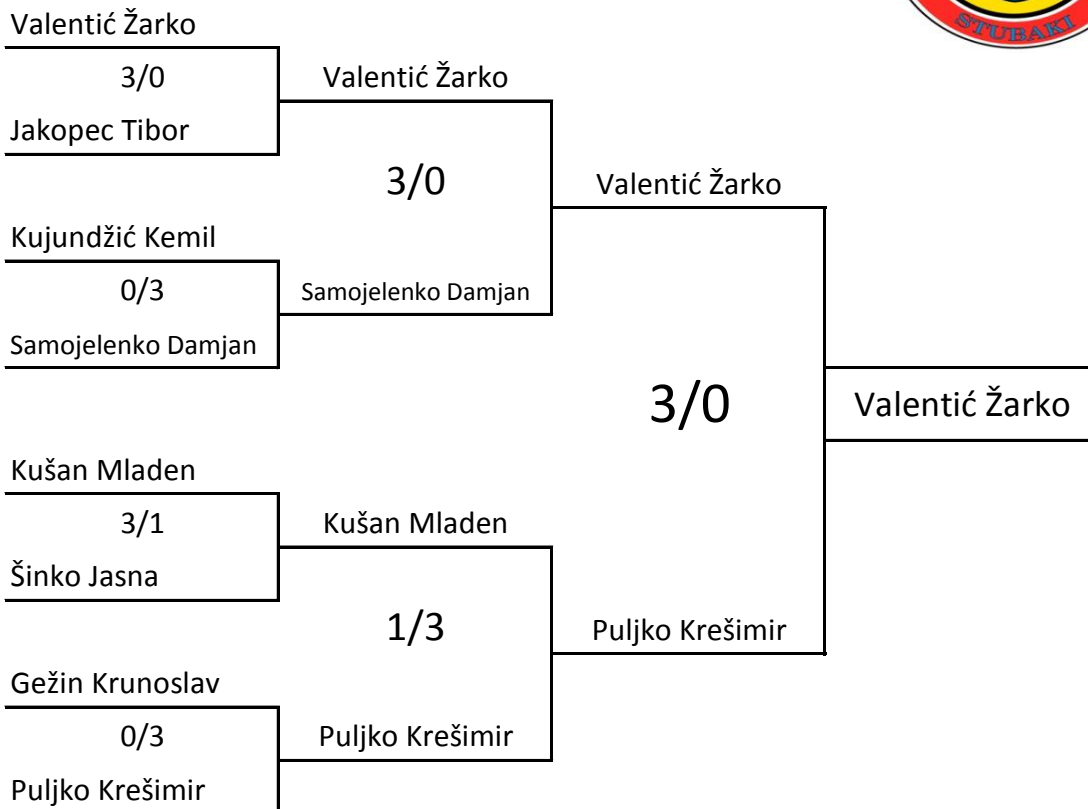 STUBAKI
Valentić Žarko
3/0
Jakopec Tibor
Valentić Žarko
3/0
Valentić Žarko
Kujundžić Kemil
0/3
Samojelenko Damjan
Samojelenko Damjan
3/0
Valentić Žarko
Kušan Mladen
3/1
Šinko Jasna
Kušan Mladen
1/3
Puljko Krešimir
Gežin Krunoslav
0/3
Puljko Krešimir
Puljko Krešimir